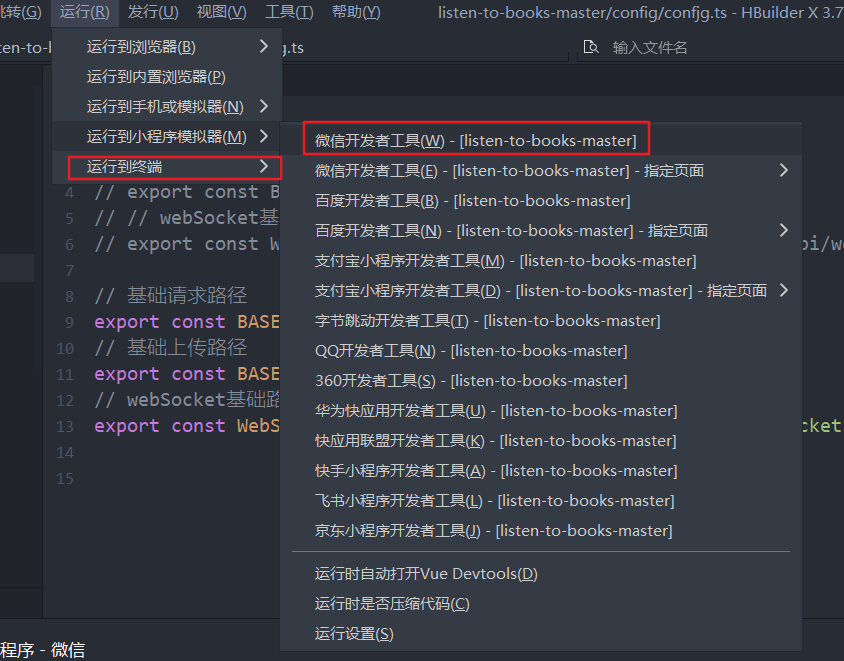 跳转(G) 运行(R) 发行(U) 视图(V) 工具(T) 帮助(Y) listen-to-books-master/config/confjg.ts - HBuilder X 3.7
ten-to-b 运行到浏览器(B) g.ts 输入文件名
运行到内置浏览器(P)
运行到手机或模拟器(N)
运行到小程序模拟器(M) 微信开发者工具(W) - [listen-to-books-master]
运行到终端 微信开发者工具(E) - [listen-to-books-master] - 指定页面
4 // export const B 百度开发者工具(B) - [listen-to-books-master]
5 // // webSocket基 百度开发者工具(N) - [listen-to-books-master] - 指定页面
6 // export const W 支付宝小程序开发者工具(M) - [listen-to-books-master] pi/we
7 支付宝小程序开发者工具(D) - [listen-to-books-master] - 指定页面
8 // 基础请求路径 字节跳动开发者工具(T) - [listen-to-books-master]
9 export const BASE QQ开发者工具(N) - [listen-to-books-master]
10 // 基础上传路径 360开发者工具(S) - [listen-to-books-master]
11 export const BASE 华为快应用开发者工具(U) - [listen-to-books-master]
12 // webSocket基础路
13 export const WebS 快应用联盟开发者工具(K) - [listen-to-books-master] cket
14 快手小程序开发者工具(A) - [listen-to-books-master]
15 飞书小程序开发者工具(L) - [listen-to-books-master]
京东小程序开发者工具(J) - [listen-to-books-master]
运行时自动打开Vue Devtools(D)
运行时是否压缩代码(C)
运行设置(S)
程序 - 微信